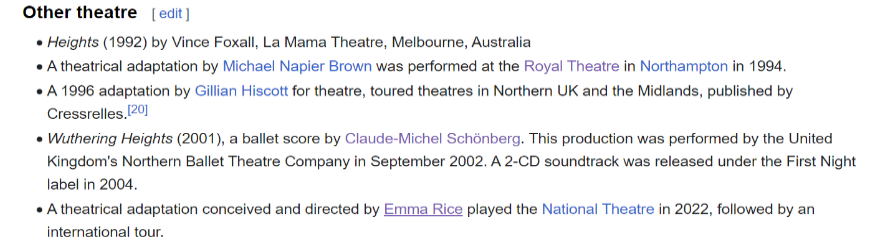 Other theatre [ edit ]
• Heights (1992) by Vince Foxall, La Mama Theatre, Melbourne, Australia
• A theatrical adaptation by Michael Napier Brown was performed at the Royal Theatre in Northampton in 1994.
• A 1996 adaptation by Gillian Hiscott for theatre, toured theatres in Northern UK and the Midlands, published by
Cressrelles.[20]
• Wuthering Heights (2001), a ballet score by Claude-Michel Schönberg. This production was performed by the United
Kingdom's Northern Ballet Theatre Company in September 2002. A 2-CD soundtrack was released under the First Night
label in 2004.
• A theatrical adaptation conceived and directed by Emma Rice played the National Theatre in 2022, followed by an
international tour.